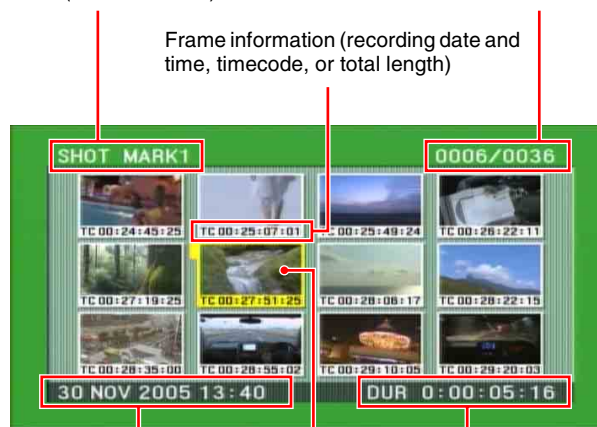 Frame information (recording date and
time, timecode, or total length)
SHOT MARK1
0006/0036
TC 00:24:45:25
TC 00:25:07:01
TC 00:25:49:24
TC 00:26:22:11
TC 00:27:19:25
TC 00:27:51:25
TC 00:28:06:17
TC 00:28:22:15
TC 00:28:35:00
TC 00:28:55:02
TC 00:29:10:05
TC 00:29:20:03
30 NOV 2005 13:40
DUR 0:00:05:16